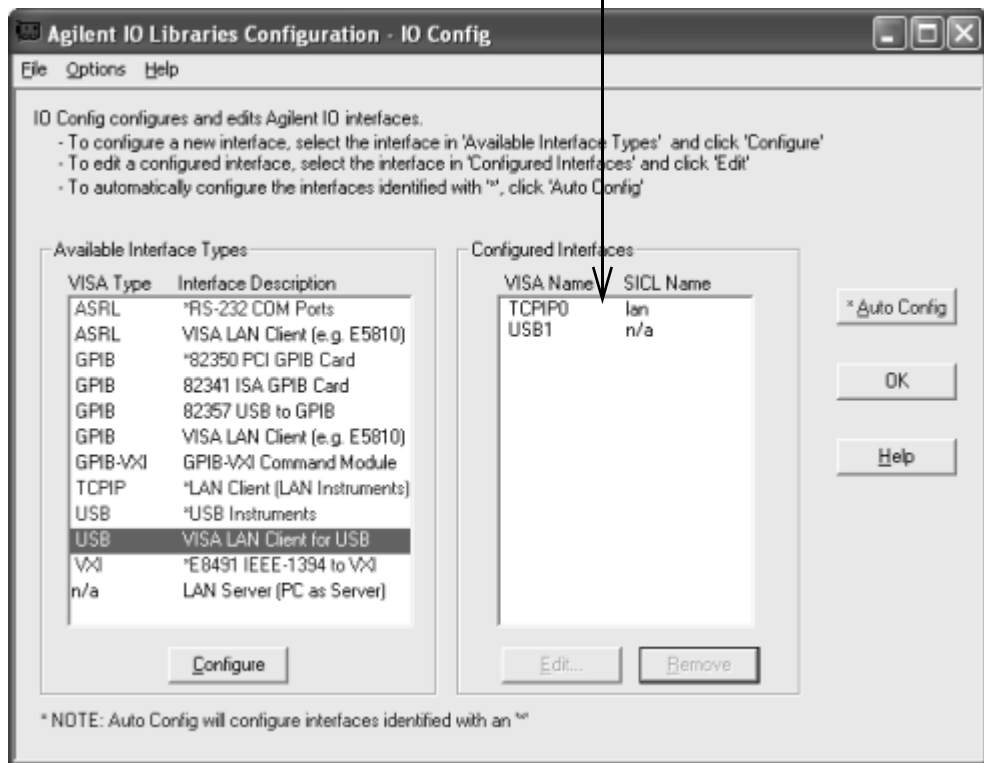 Agilent IO Libraries Configuration - IO Config
File Options Help
IO Config configures and edits Agilent IO interfaces.
- To configure a new interface, select the interface in 'Available Interface Types' and click 'Configure'
- To edit a configured interface, select the interface in 'Configured Interfaces' and click 'Edit'
- To automatically configure the interfaces identified with '*', click 'Auto Config'
Available Interface Types
VISA Type Interface Description
ASRL *RS-232 COM Ports
ASRL VISA LAN Client (e.g. E5810)
GPIB *82350 PCI GPIB Card
GPIB 82341 ISA GPIB Card
GPIB 82357 USB to GPIB
GPIB VISA LAN Client (e.g. E5810)
GPIB-VXI GPIB-VXI Command Module
TCPIP *LAN Client (LAN Instruments)
USB *USB Instruments
USB VISA LAN Client for USB
VXI *E8491 IEEE-1394 to VXI
n/a LAN Server (PC as Server)
Configure
Configured Interfaces
VISA Name SICL Name
TCPIP0 lan
USB1 n/a
Edit...
Remove
* Auto Config
OK
Help
* NOTE: Auto Config will configure interfaces identified with an '*'